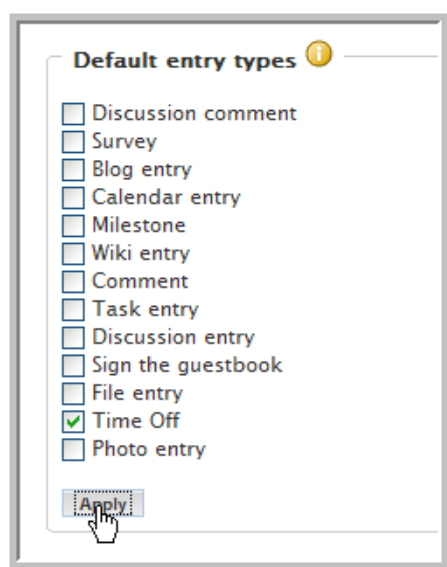 Default entry types
Discussion comment
Survey
Blog entry
Calendar entry
Milestone
Wiki entry
Comment
Task entry
Discussion entry
Sign the guestbook
File entry
Time Off
Photo entry
Apply